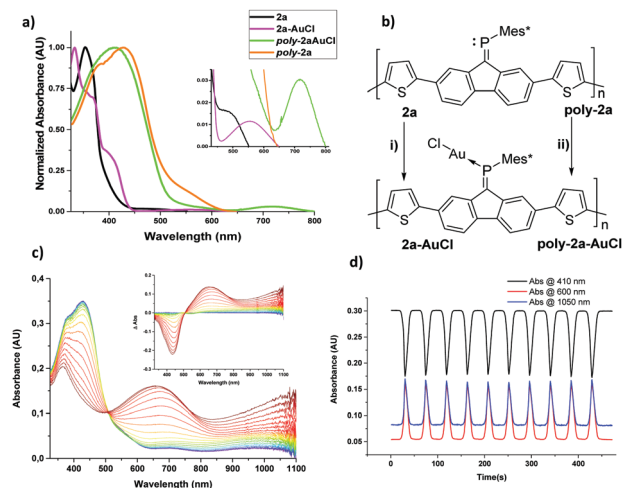 a)
2a
2a-AuCl
poly-2aAuCl
poly-2a
Normalized Absorbance (AU)
1.00
0.75
0.50
0.25
0.00
400 500 600 700 800
Wavelength (nm)
0.03
0.02
0.01
0.00
500 600 700 800
b)
:P Mes*
S S
n
2a poly-2a
i) ii)
Cl
Au
P Mes*
S S
n
2a-AuCl poly-2a-AuCl
c)
Absorbance (AU)
0,4
0,3
0,2
0,1
0,0
400 500 600 700 800 900 1000 1100
Wavelength (nm)
Δ Abs
0.4
0.2
0.0
-0.2
400 500 600 700 800 900 1000 1100
Wavelength (nm)
d)
Abs @ 410 nm
Abs @ 600 nm
Abs @ 1050 nm
Absorbance (AU)
0.35
0.30
0.25
0.20
0.15
0.10
0.05
0 100 200 300 400
Time(s)